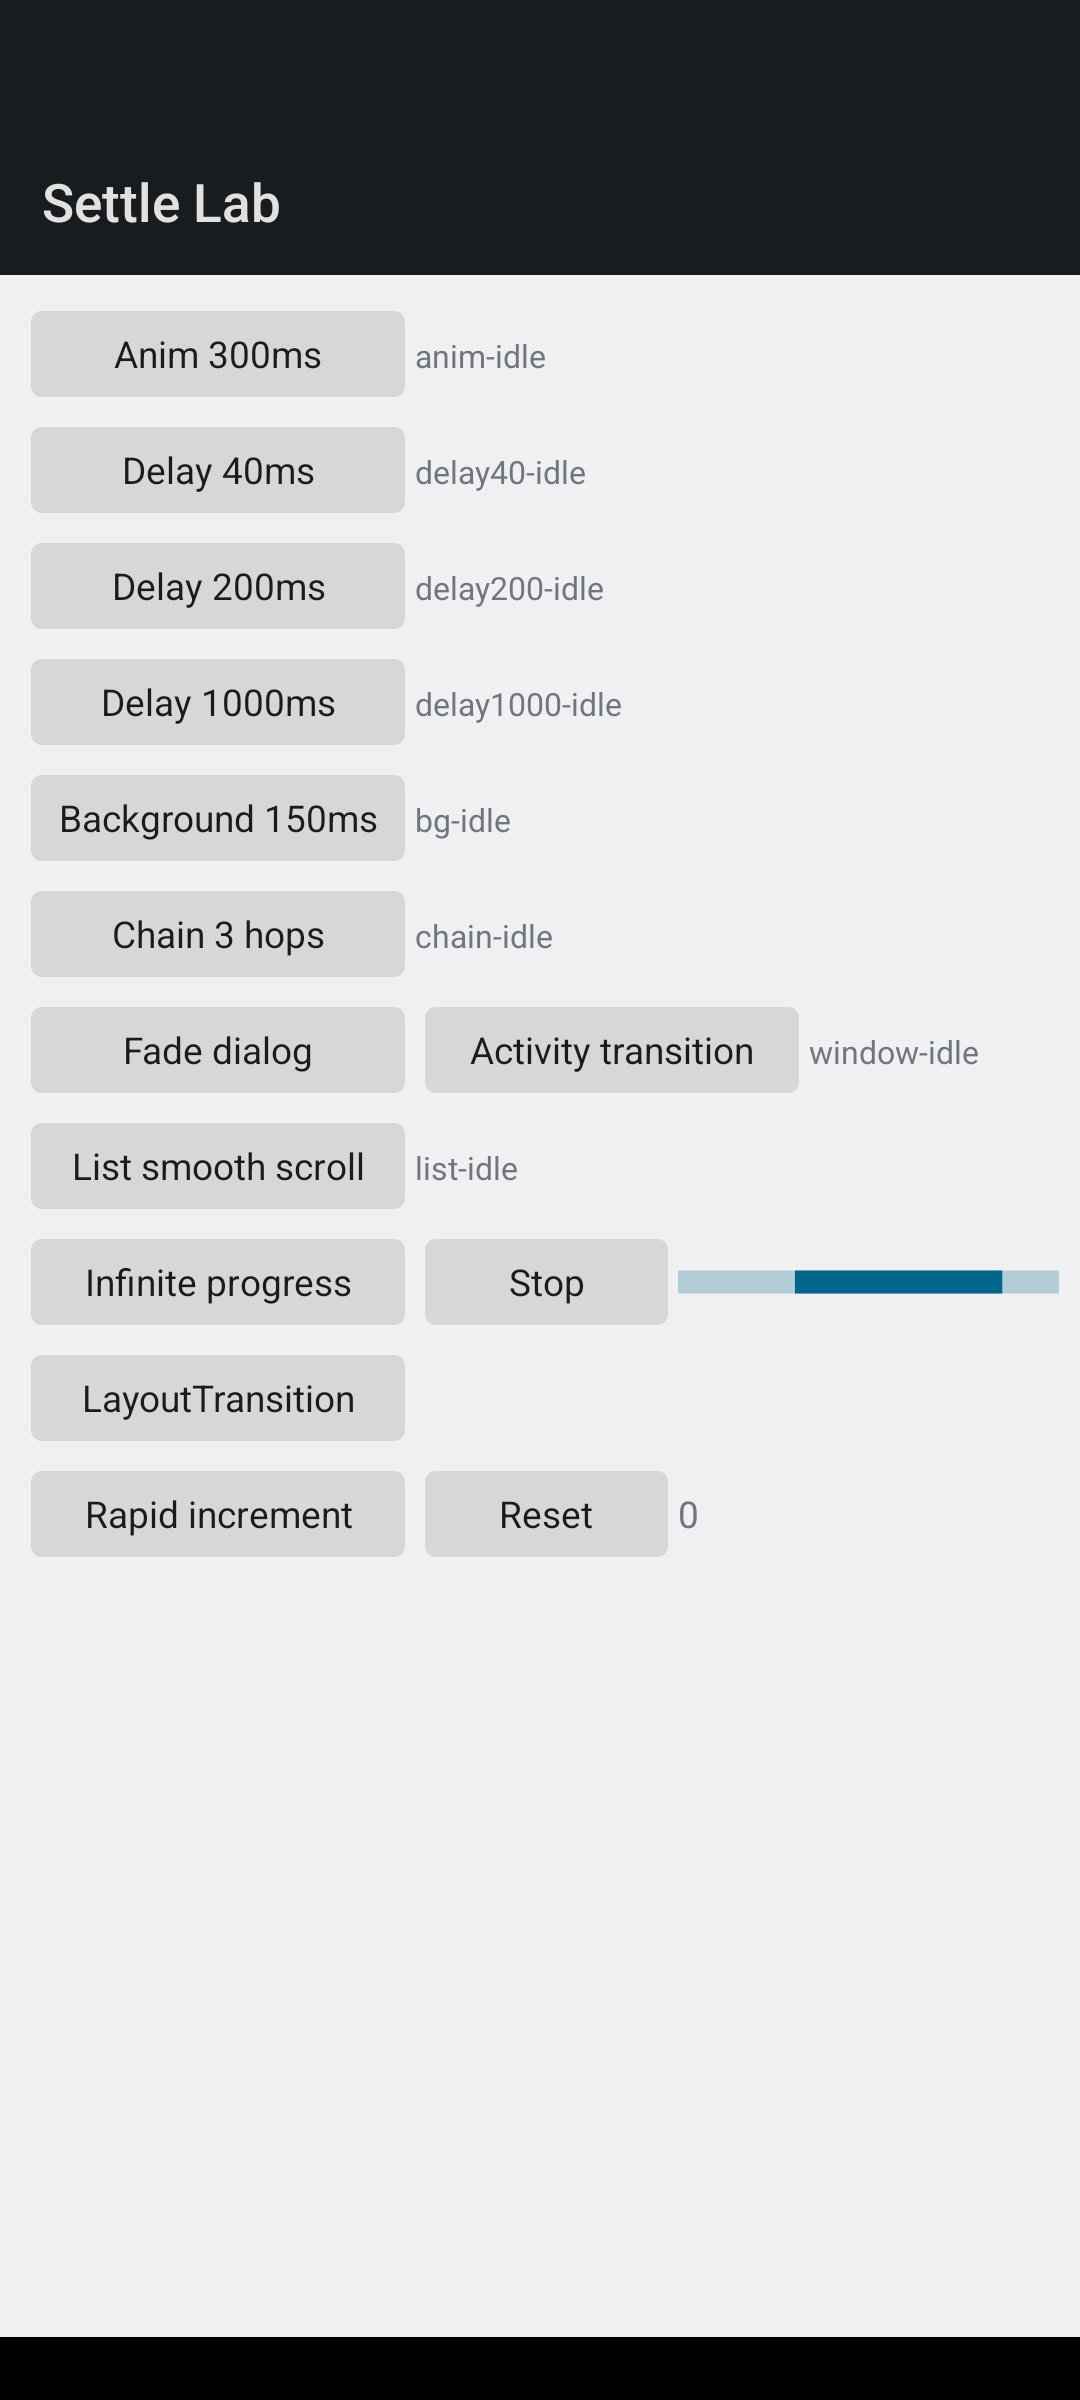 Settle Lab
Anim 300ms anim-idle
Delay 40ms delay40-idle
Delay 200ms delay200-idle
Delay 1000ms delay1000-idle
Background 150ms bg-idle
Chain 3 hops chain-idle
Fade dialog Activity transition window-idle
List smooth scroll list-idle
Infinite progress Stop
LayoutTransition
Rapid increment Reset 0